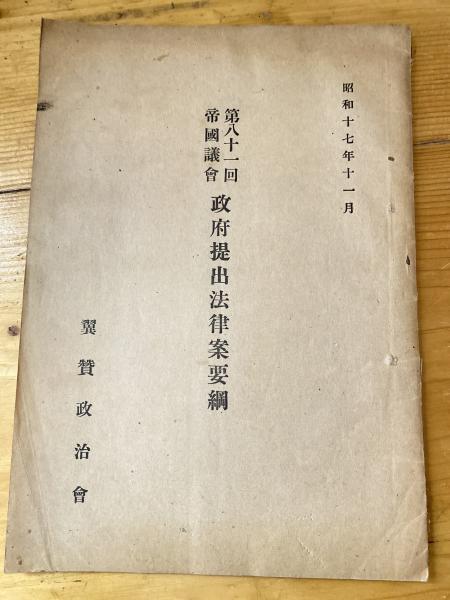 昭和十七年十一月
第八十一回
帝國議會
政府提出法律案要綱
翼贊政治會